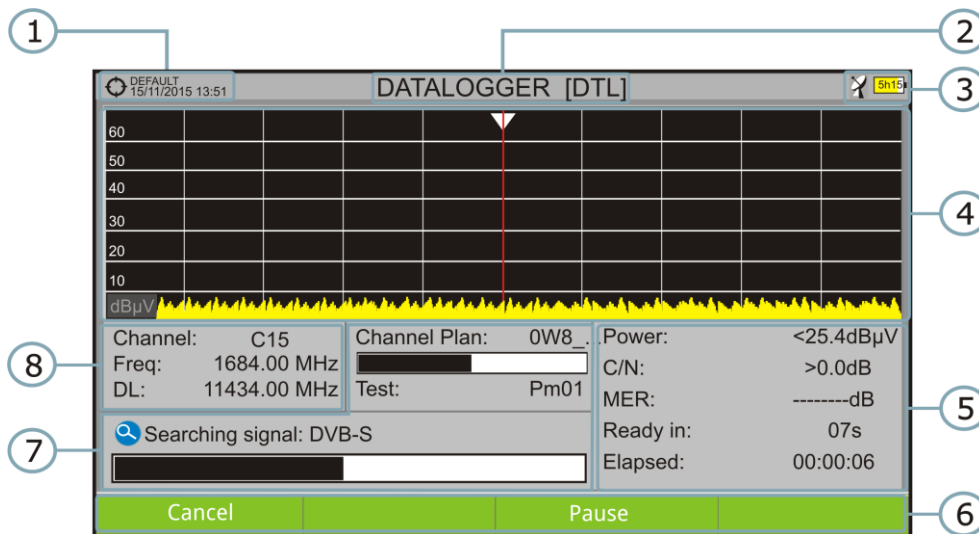 1
2
3
4
5
6
7
8
DEFAULT
15/11/2015 13:51
DATALOGGER [DTL]
5h15
60
50
40
30
20
10
dBµV
Channel: C15
Freq: 1684.00 MHz
DL: 11434.00 MHz
Channel Plan: 0W8_..
Test: Pm01
Power: <25.4dBµV
C/N: >0.0dB
MER: --------dB
Ready in: 07s
Elapsed: 00:00:06
Searching signal: DVB-S
Cancel
Pause